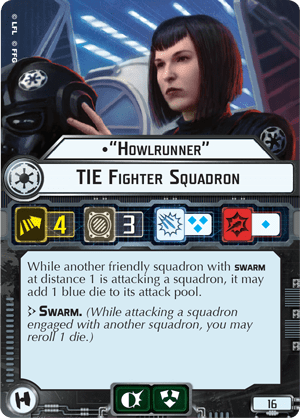 © LFL © FFG
•"Howlrunner"
TIE Fighter Squadron
4 3
While another friendly squadron with swarm
at distance 1 is attacking a squadron, it may
add 1 blue die to its attack pool.
Swarm. (While attacking a squadron
engaged with another squadron, you may
reroll 1 die.)
16